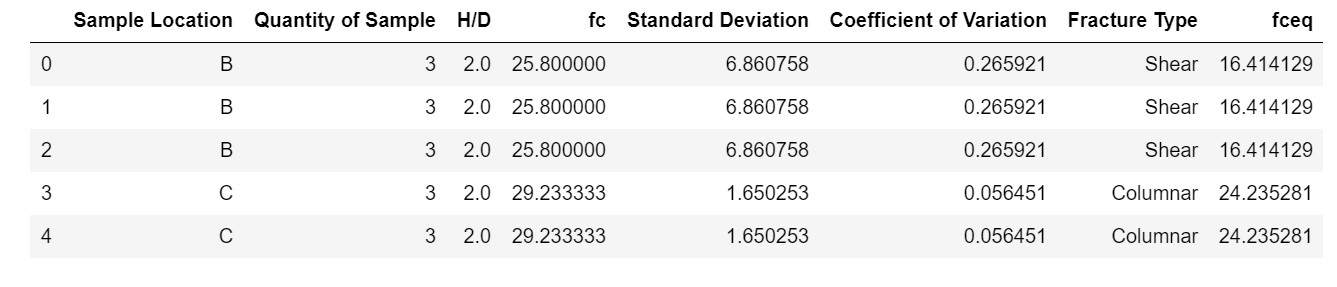 Sample Location Quantity of Sample H/D fc Standard Deviation Coefficient of Variation Fracture Type fceq
0 B 3 2.0 25.800000 6.860758 0.265921 Shear 16.414129
1 B 3 2.0 25.800000 6.860758 0.265921 Shear 16.414129
2 B 3 2.0 25.800000 6.860758 0.265921 Shear 16.414129
3 C 3 2.0 29.233333 1.650253 0.056451 Columnar 24.235281
4 C 3 2.0 29.233333 1.650253 0.056451 Columnar 24.235281